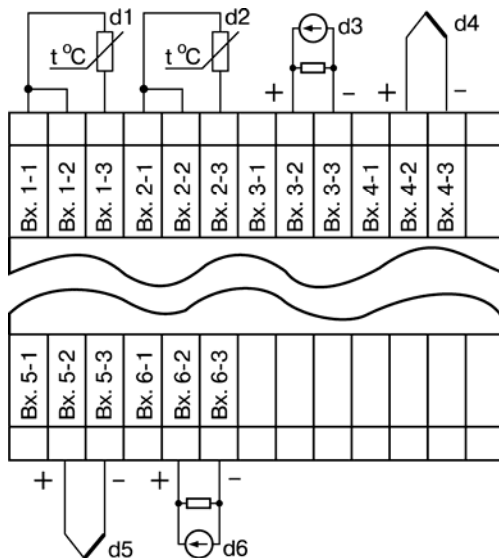 d1 d2 d3 d4
t °C t °C
+ - + -
Вх. 1-1 Вх. 1-2 Вх. 1-3 Вх. 2-1 Вх. 2-2 Вх. 2-3 Вх. 3-1 Вх. 3-2 Вх. 3-3 Вх. 4-1 Вх. 4-2 Вх. 4-3
Вх. 5-1 Вх. 5-2 Вх. 5-3 Вх. 6-1 Вх. 6-2 Вх. 6-3
+ - + -
d5 d6